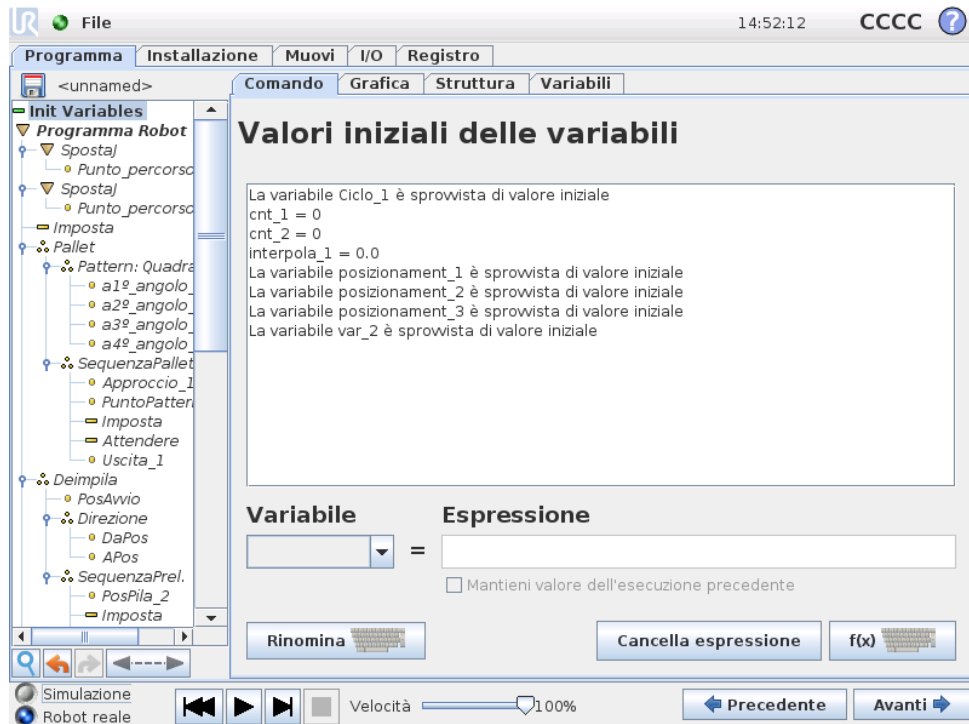 UR
File
14:52:12
CCCC
?
Programma Installazione Muovi I/O Registro
<unnamed>
Comando Grafica Struttura Variabili
Init Variables
Programma Robot
SpostaJ
Punto_percorso
SpostaJ
Punto_percorso
Imposta
Pallet
Pattern: Quadra
a1º_angolo_
a2º_angolo_
a3º_angolo_
a4º_angolo_
SequenzaPallet
Approccio_1
PuntoPatter
Imposta
Attendere
Uscita_1
Deimpila
PosAvvio
Direzione
DaPos
APos
SequenzaPrel.
PosPila_2
Imposta
Valori iniziali delle variabili
La variabile Ciclo_1 è sprovvista di valore iniziale
cnt_1 = 0
cnt_2 = 0
interpola_1 = 0.0
La variabile posizionament_1 è sprovvista di valore iniziale
La variabile posizionament_2 è sprovvista di valore iniziale
La variabile posizionament_3 è sprovvista di valore iniziale
La variabile var_2 è sprovvista di valore iniziale
Variabile Espressione
=
Mantieni valore dell'esecuzione precedente
Rinomina Cancella espressione f(x)
Simulazione
Robot reale
Velocità 100%
Precedente Avanti